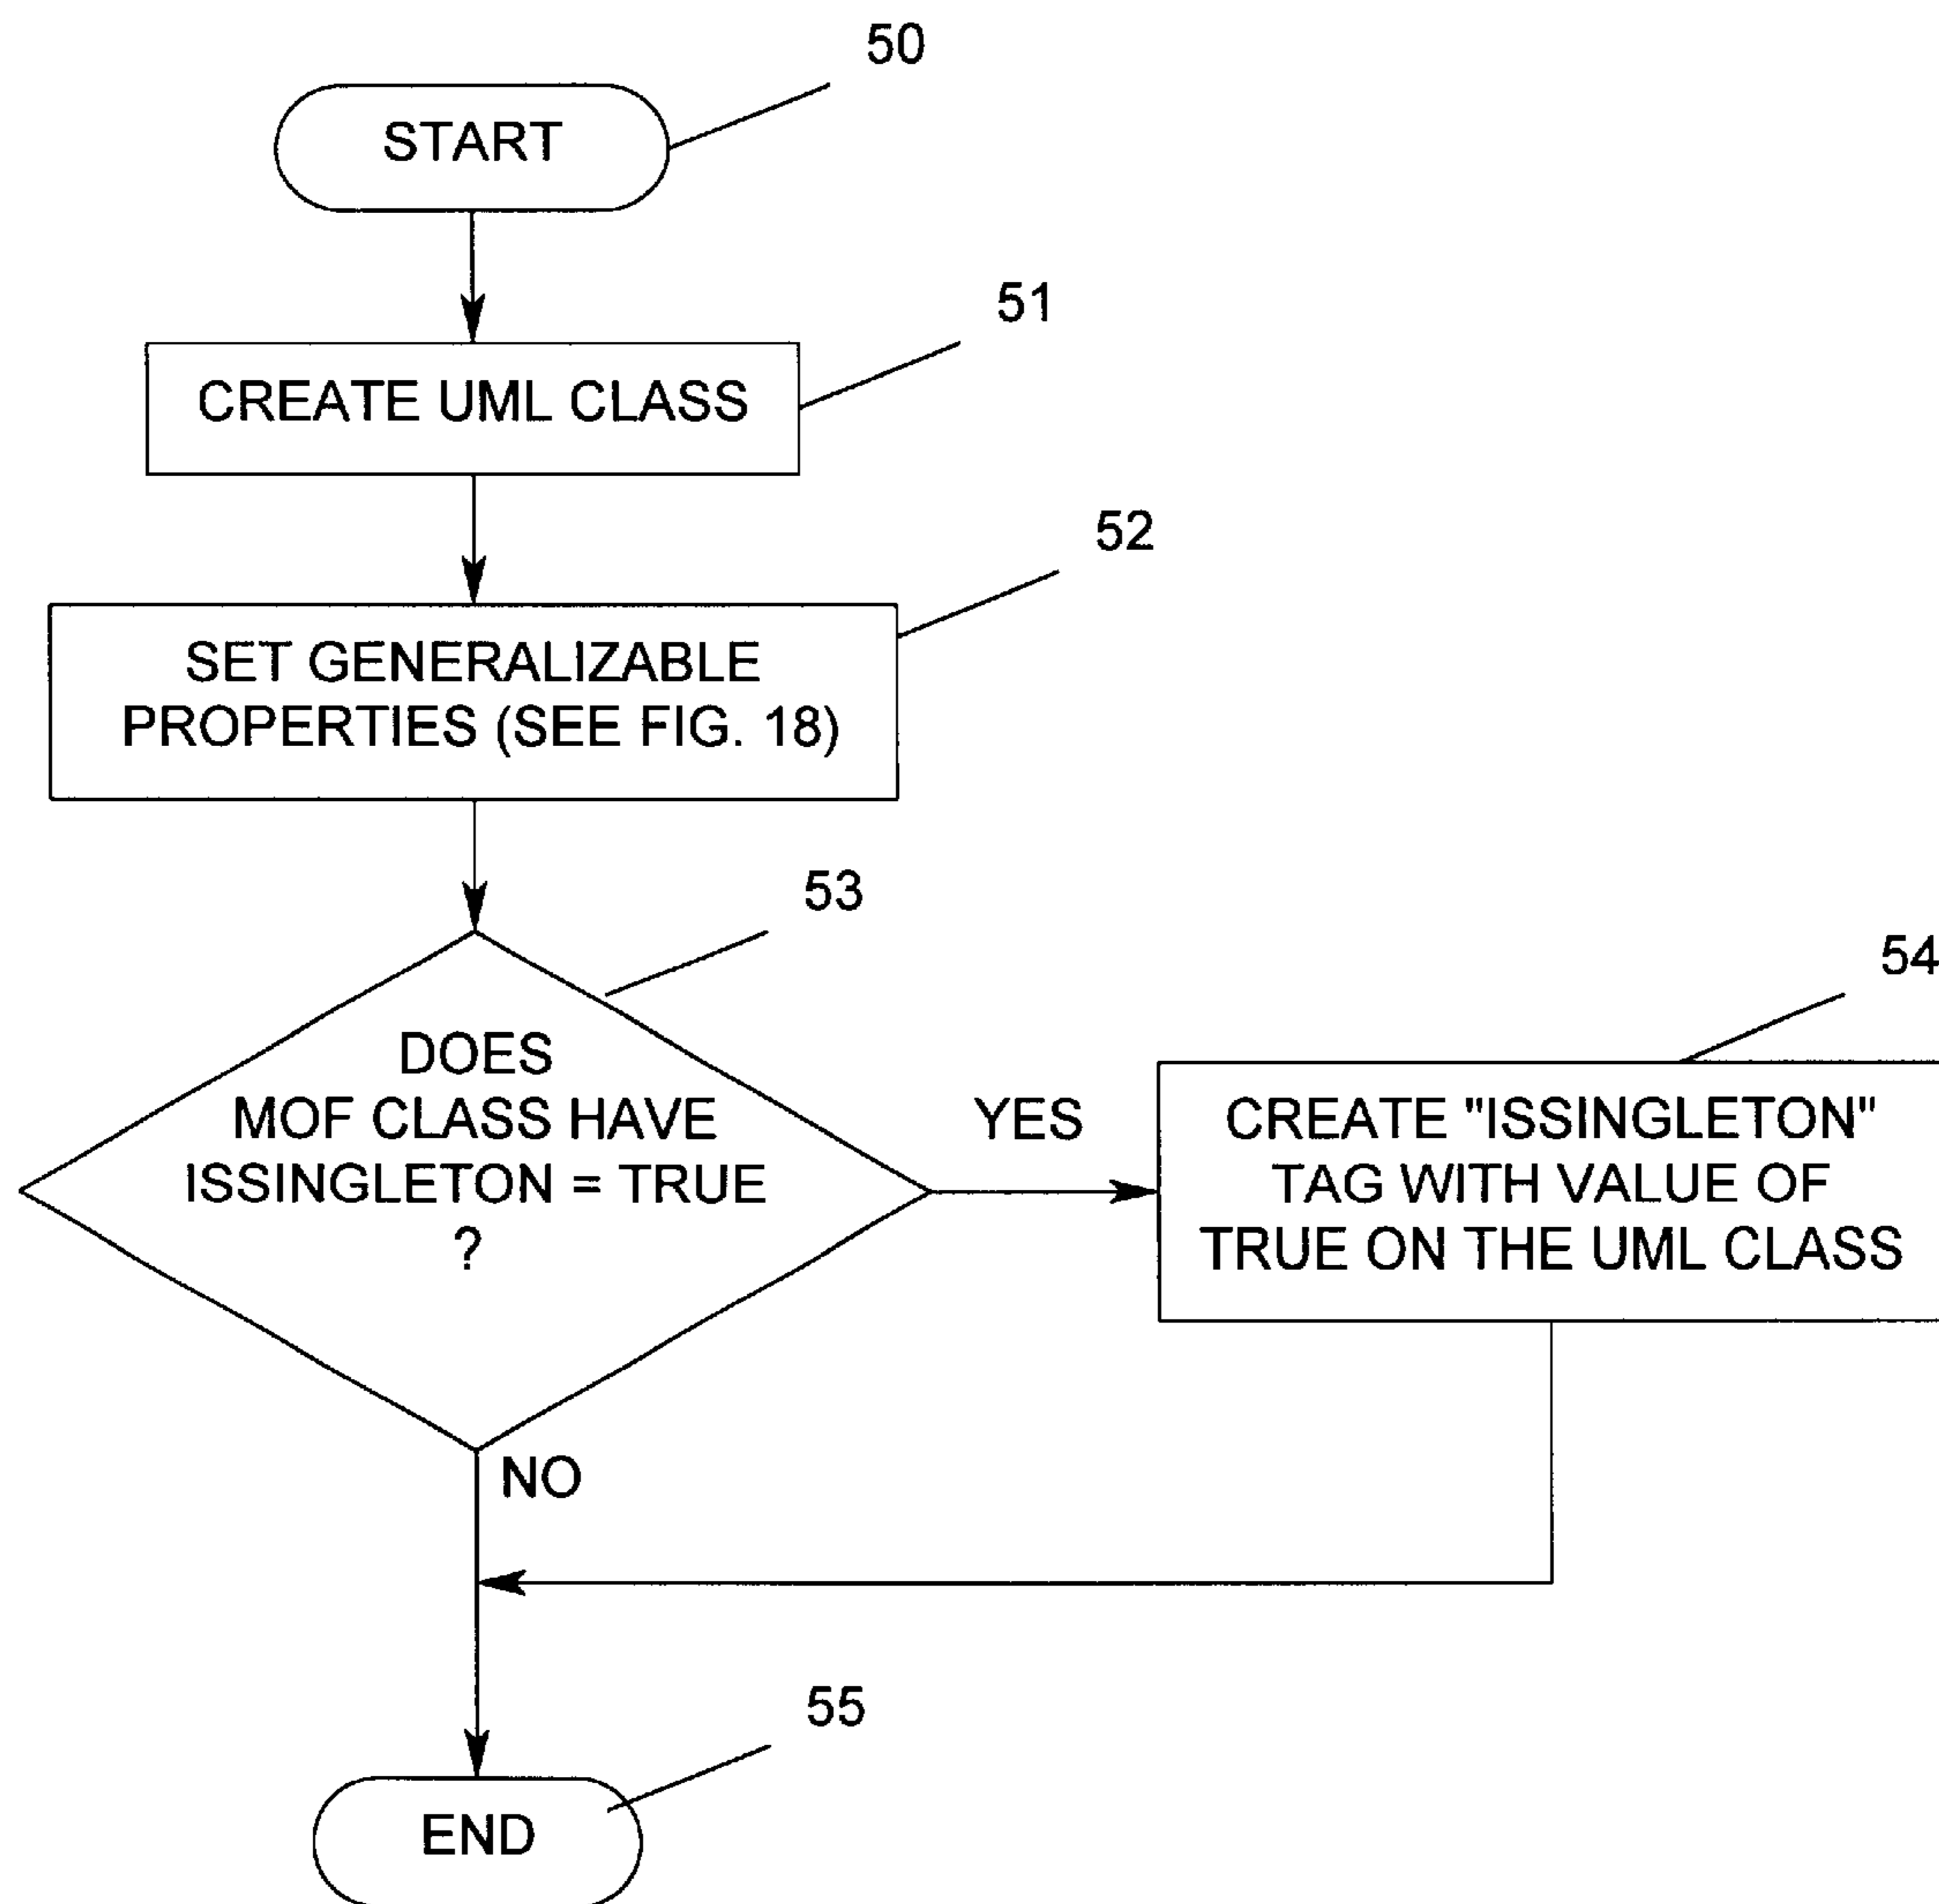 50
START
51
CREATE UML CLASS
52
SET GENERALIZABLE
PROPERTIES (SEE FIG. 18)
53
DOES
MOF CLASS HAVE
ISSINGLETON = TRUE
?
YES
54
CREATE "ISSINGLETON"
TAG WITH VALUE OF
TRUE ON THE UML CLASS
NO
55
END